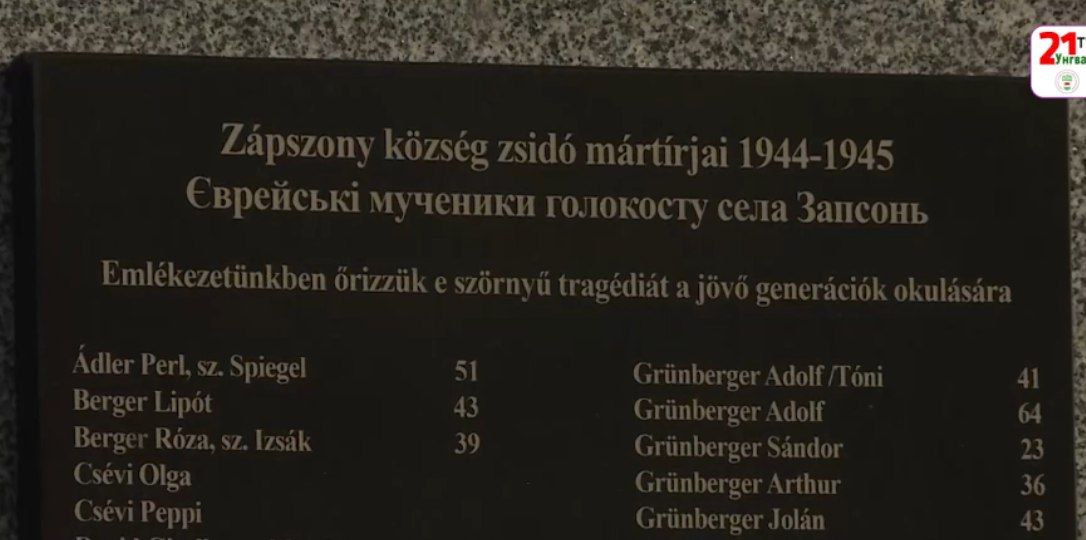 21 T
Унгва
Zápszony község zsidó mártírjai 1944-1945
Єврейські мученики голокосту села Запсонь
Emlékezetünkben őrizzük e szörnyű tragédiát a jövő generációk okulására
Ádler Perl, sz. Spiegel 51
Berger Lipót 43
Berger Róza, sz. Izsák 39
Csévi Olga
Csévi Peppi
Grünberger Adolf /Tóni 41
Grünberger Adolf 64
Grünberger Sándor 23
Grünberger Arthur 36
Grünberger Jolán 43